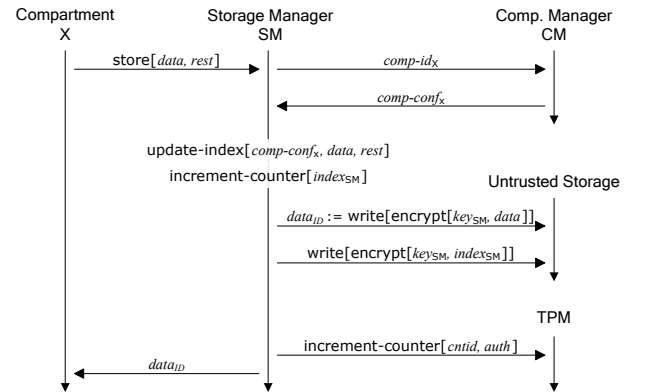 Compartment Storage Manager Comp. Manager
X SM CM
store[data, rest] comp-idx
comp-confx
update-index[comp-confx, data, rest]
increment-counter[indexSM]
Untrusted Storage
dataID := write[encrypt[keySM, data]]
write[encrypt[keySM, indexSM]]
TPM
increment-counter[cntid, auth]
dataID